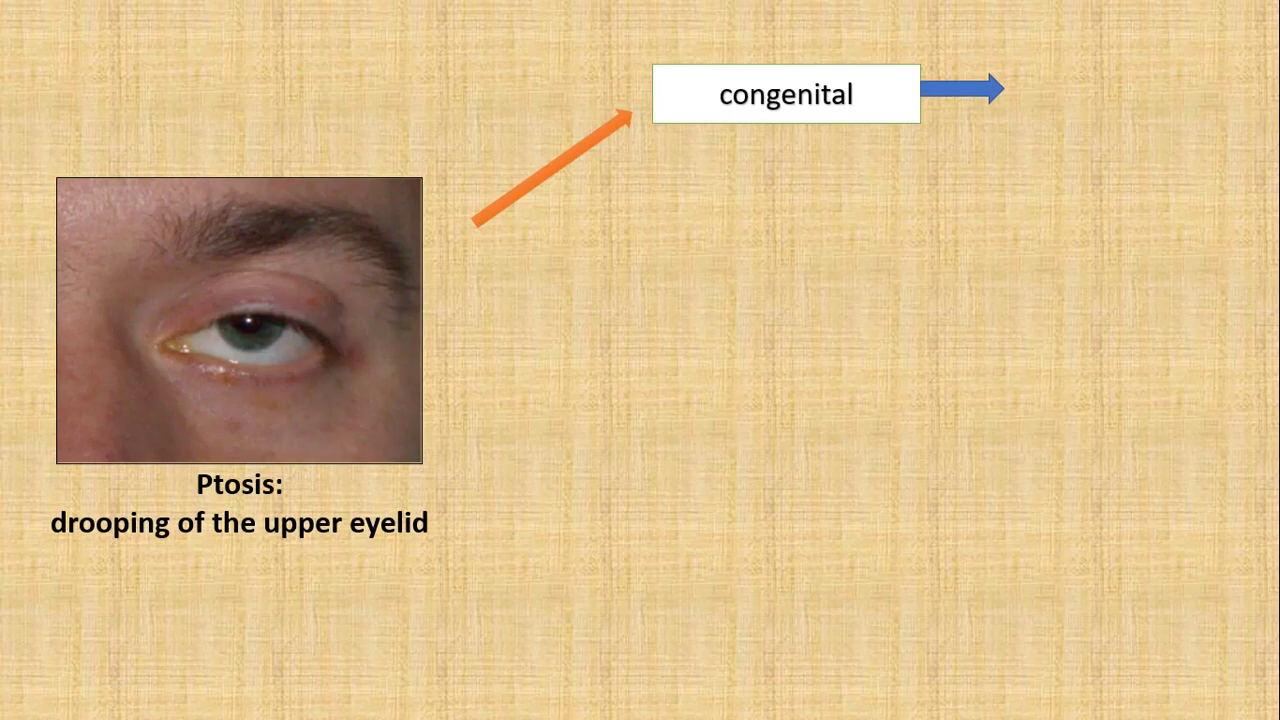 congenital
Ptosis:
drooping of the upper eyelid